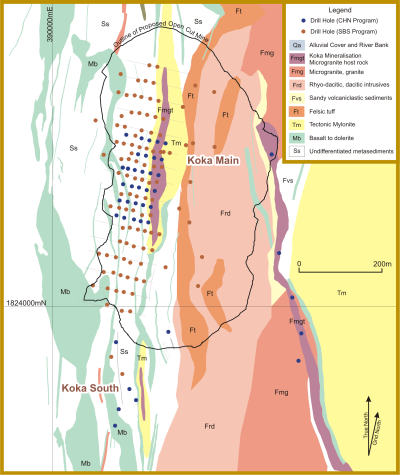 Legend
Drill Hole (CHN Program)
Drill Hole (SBS Program)
Qa Alluvial Cover and River Bank
Fmgt Koka Mineralisation
Microgranite host rock
Fmg Microgranite, granite
Frd Rhyo-dacitic, dacitic intrusives
Fvs Sandy volcaniclastic sediments
Ft Felsic tuff
Tm Tectonic Mylonite
Mb Basalt to dolerite
Ss Undifferentiated metasediments
390000mE
Ss
Ss
Ft
Outline of Proposed Open Cut Mine
Fmg
Mb
Ft
Ft
Fmgt
Ss
Tm
Koka Main
Fvs
Frd
0 200m
Mb
Tm
1824000mN
Fmgt
Ft
Ss
Tm
Koka South
Fmg
Mb
Frd
True North
Grid North